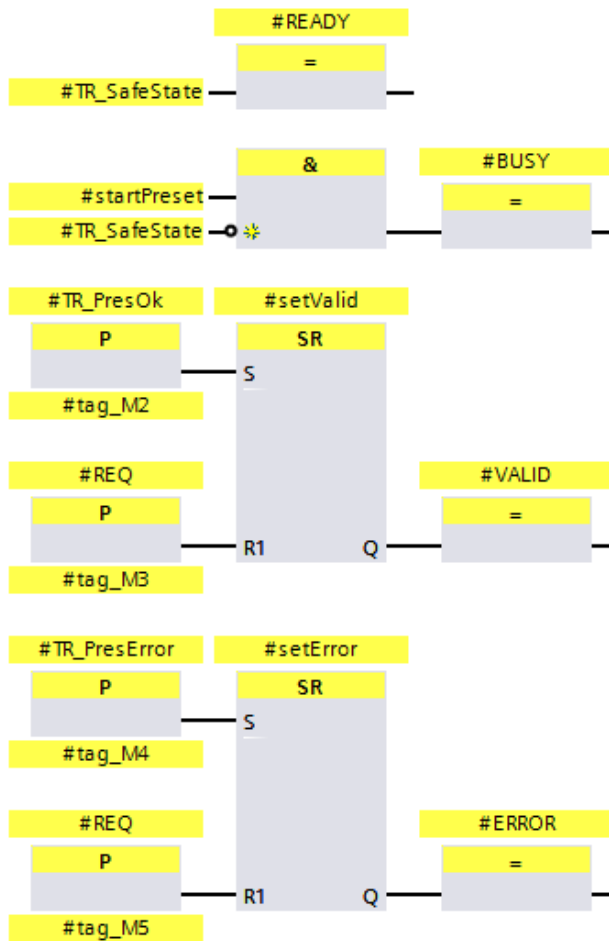 #READY
=
#TR_SafeState
&
#BUSY
#startPreset
=
#TR_SafeState
#TR_PresOk
#setValid
P
SR
S
#tag_M2
#REQ
#VALID
P
=
R1
Q
#tag_M3
#TR_PresError
#setError
P
SR
S
#tag_M4
#REQ
#ERROR
P
=
R1
Q
#tag_M5